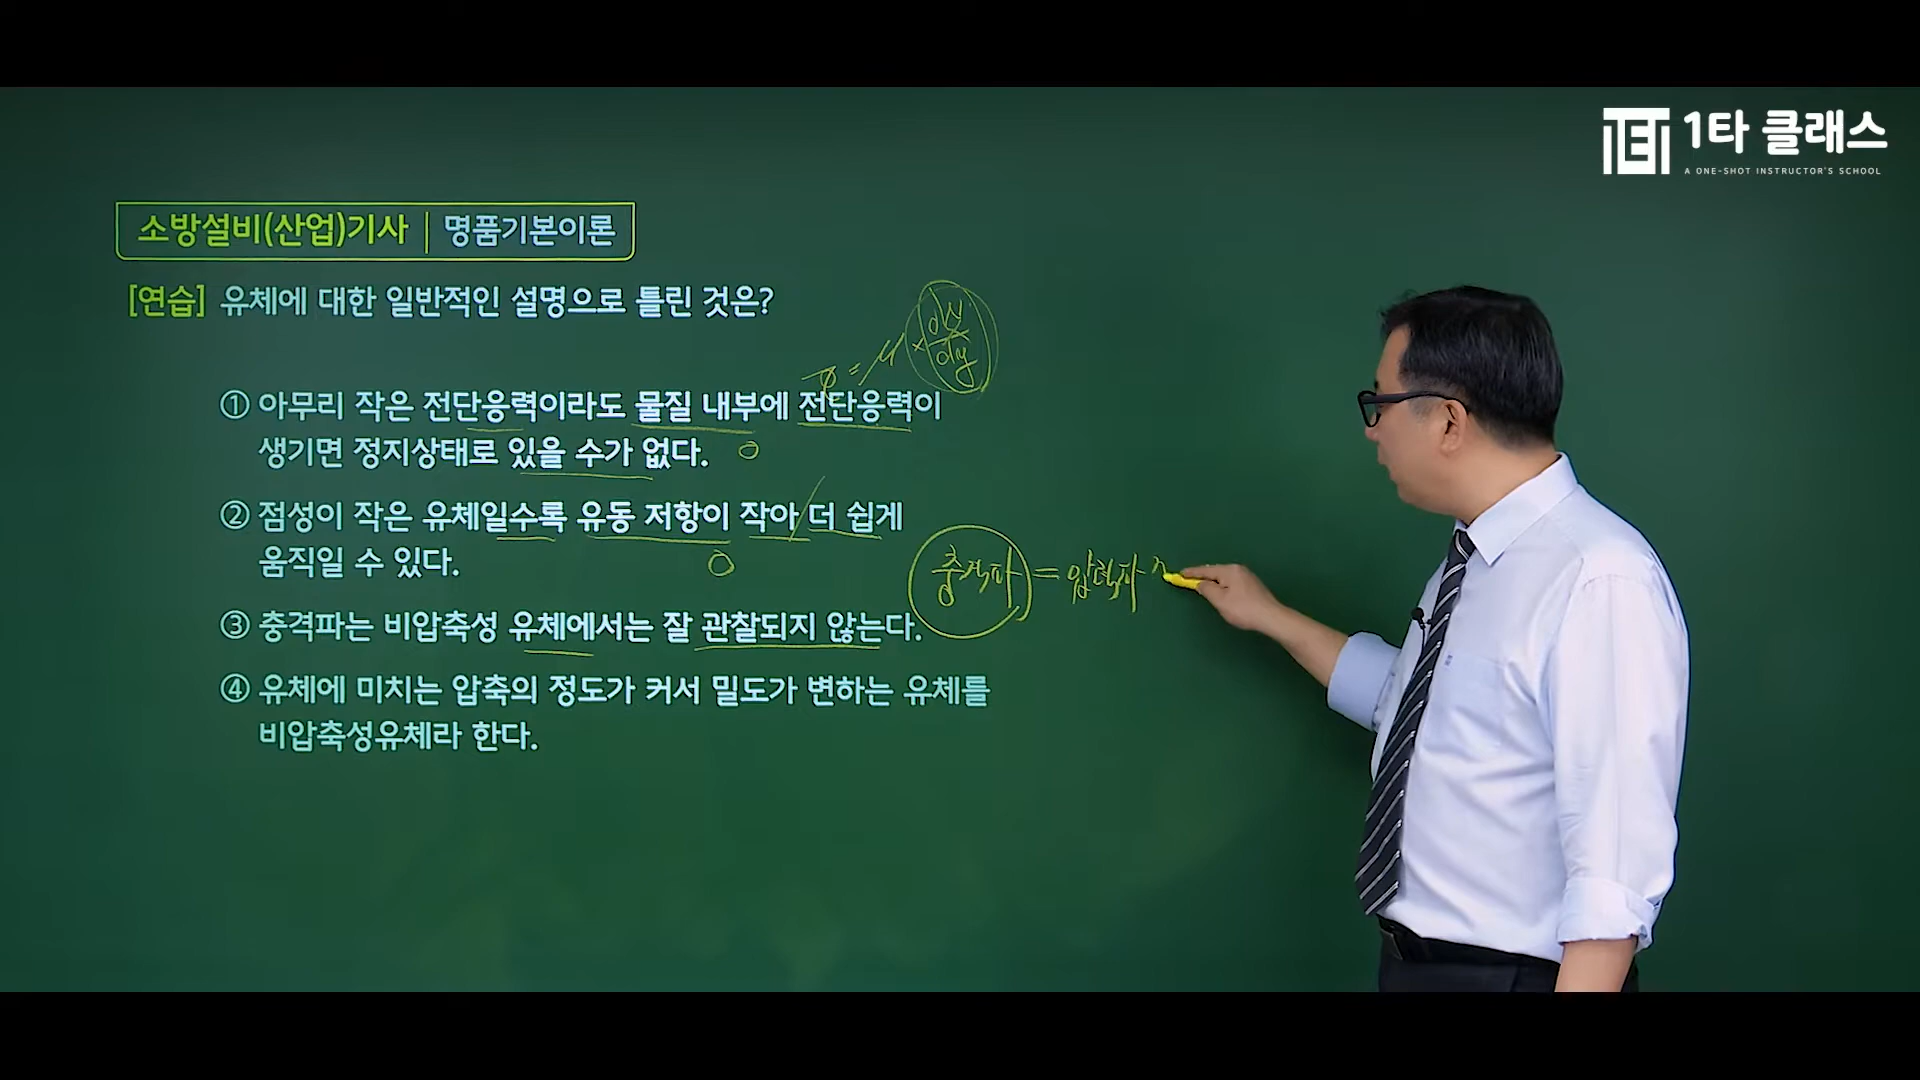 1타 클래스
A ONE-SHOT INSTRUCTOR'S SCHOOL
소방설비(산업)기사 | 명품기본이론
[연습] 유체에 대한 일반적인 설명으로 틀린 것은?
① 아무리 작은 전단응력이라도 물질 내부에 전단응력이
생기면 정지상태로 있을 수가 없다.
② 점성이 작은 유체일수록 유동 저항이 작아 더 쉽게
움직일 수 있다.
충격파 = 압력파
③ 충격파는 비압축성 유체에서는 잘 관찰되지 않는다.
④ 유체에 미치는 압축의 정도가 커서 밀도가 변하는 유체를
비압축성유체라 한다.